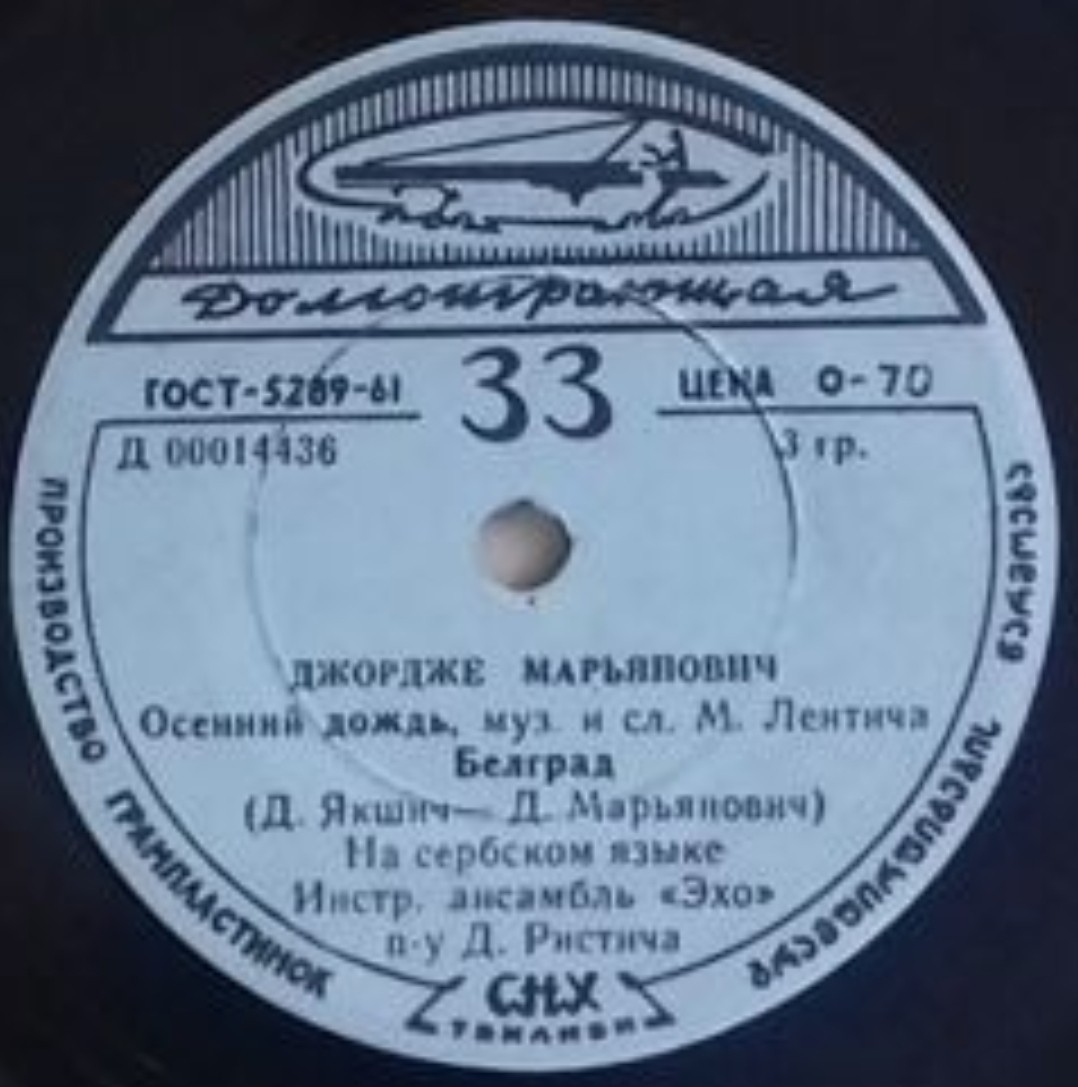 Долгоиграющая
ГОСТ-5289-61
33
ЦЕНА 0-70
Д 00014436
3 гр.
ДЖОРДЖЕ МАРЬЯНОВИЧ
Осенний дождь, муз. и сл. М. Лентича
Белград
(Д. Якшич— Д. Марьянович)
На сербском языке
Инстр. ансамбль «Эхо»
п-у Д. Ристича
ПРОИЗВОДСТВО ГРАМПЛАСТИНОК
СНХ
ТБИЛИСИ